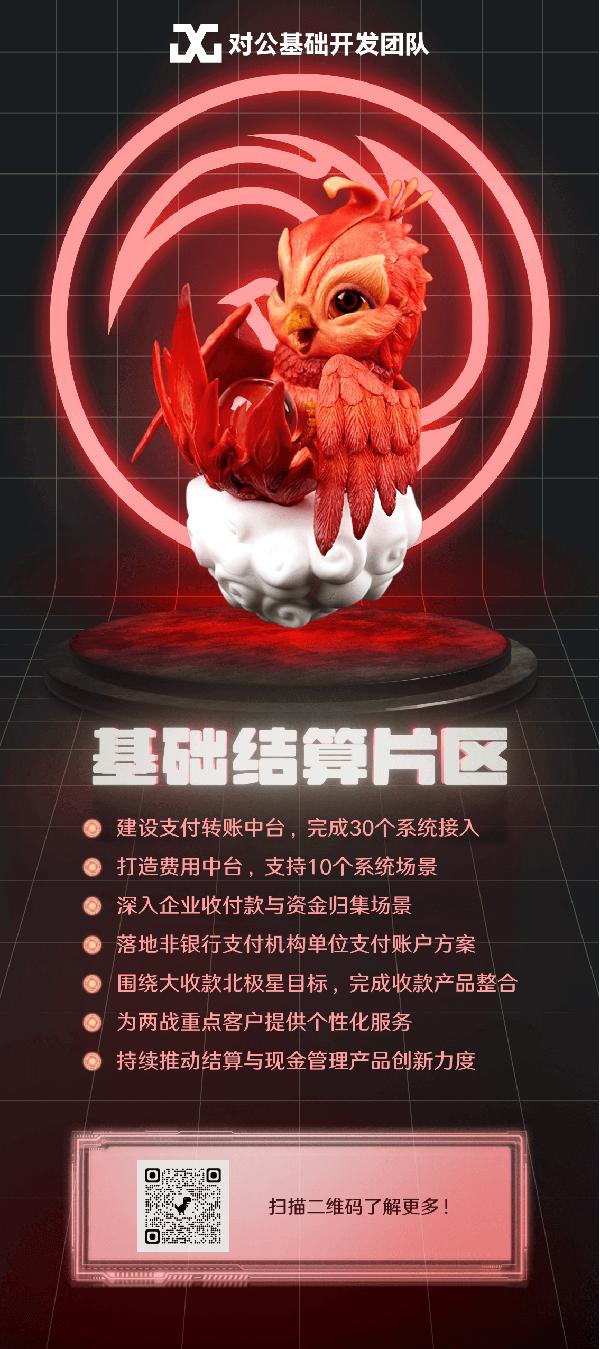 对公基础开发团队
基础结算片区
建设支付转账中台，完成30个系统接入
打造费用中台，支持10个系统场景
深入企业收付款与资金归集场景
落地非银行支付机构单位支付账户方案
围绕大收款北极星目标，完成收款产品整合
为两战重点客户提供个性化服务
持续推动结算与现金管理产品创新力度
扫描二维码了解更多！